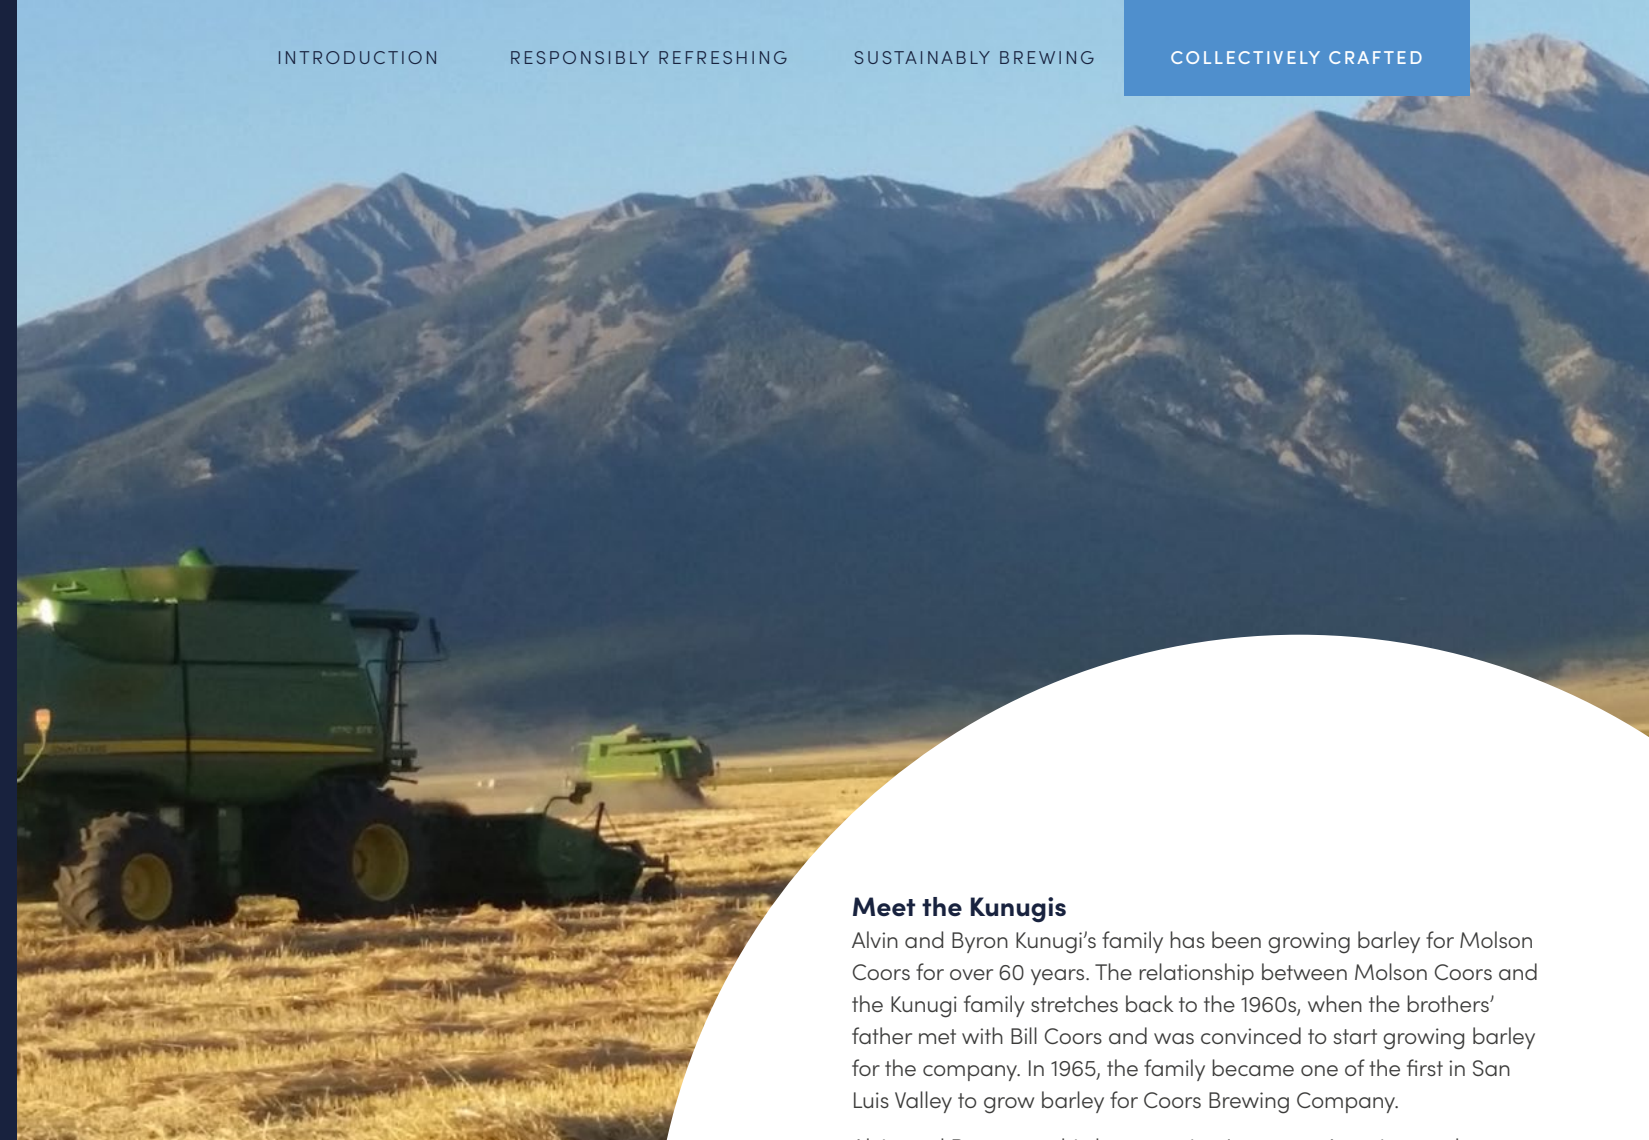 INTRODUCTION
RESPONSIBLY REFRESHING
SUSTAINABLY BREWING
COLLECTIVELY CRAFTED
Meet the Kunugis
Alvin and Byron Kunugi’s family has been growing barley for Molson
Coors for over 60 years. The relationship between Molson Coors and
the Kunugi family stretches back to the 1960s, when the brothers’
father met with Bill Coors and was convinced to start growing barley
for the company. In 1965, the family became one of the first in San
Luis Valley to grow barley for Coors Brewing Company.